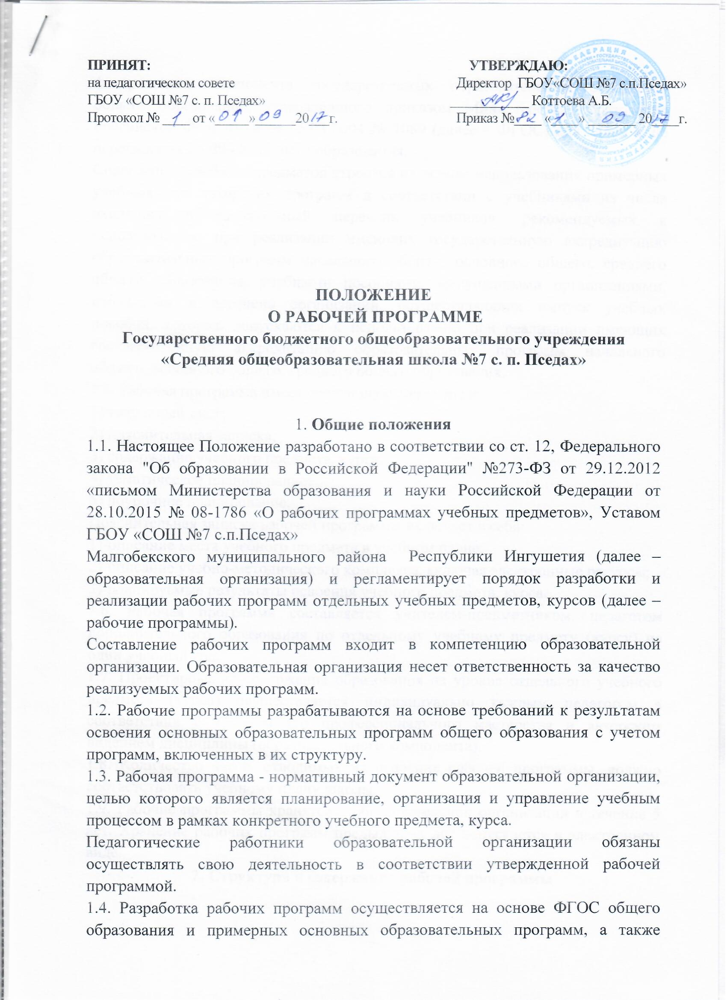 ПРИНЯТ:
на педагогическом совете
ГБОУ «СОШ №7 с. п. Пседах»
Протокол № 1 от « 01 » 09 2017 г.
УТВЕРЖДАЮ:
Директор ГБОУ«СОШ №7 с.п.Пседах»
Коттоева А.Б.
Приказ № 82 « 1 » 09 2017 г.
ПОЛОЖЕНИЕ
О РАБОЧЕЙ ПРОГРАММЕ
Государственного бюджетного общеобразовательного учреждения
«Средняя общеобразовательная школа №7 с. п. Пседах»
1. Общие положения
1.1. Настоящее Положение разработано в соответствии со ст. 12, Федерального
закона "Об образовании в Российской Федерации" №273-ФЗ от 29.12.2012
«письмом Министерства образования и науки Российской Федерации от
28.10.2015 № 08-1786 «О рабочих программах учебных предметов», Уставом
ГБОУ «СОШ №7 с.п.Пседах»
Малгобекского муниципального района Республики Ингушетия (далее –
образовательная организация) и регламентирует порядок разработки и
реализации рабочих программ отдельных учебных предметов, курсов (далее –
рабочие программы).
Составление рабочих программ входит в компетенцию образовательной
организации. Образовательная организация несет ответственность за качество
реализуемых рабочих программ.
1.2. Рабочие программы разрабатываются на основе требований к результатам
освоения основных образовательных программ общего образования с учетом
программ, включенных в их структуру.
1.3. Рабочая программа - нормативный документ образовательной организации,
целью которого является планирование, организация и управление учебным
процессом в рамках конкретного учебного предмета, курса.
Педагогические работники образовательной организации обязаны
осуществлять свою деятельность в соответствии утвержденной рабочей
программой.
1.4. Разработка рабочих программ осуществляется на основе ФГОС общего
образования и примерных основных образовательных программ, а также